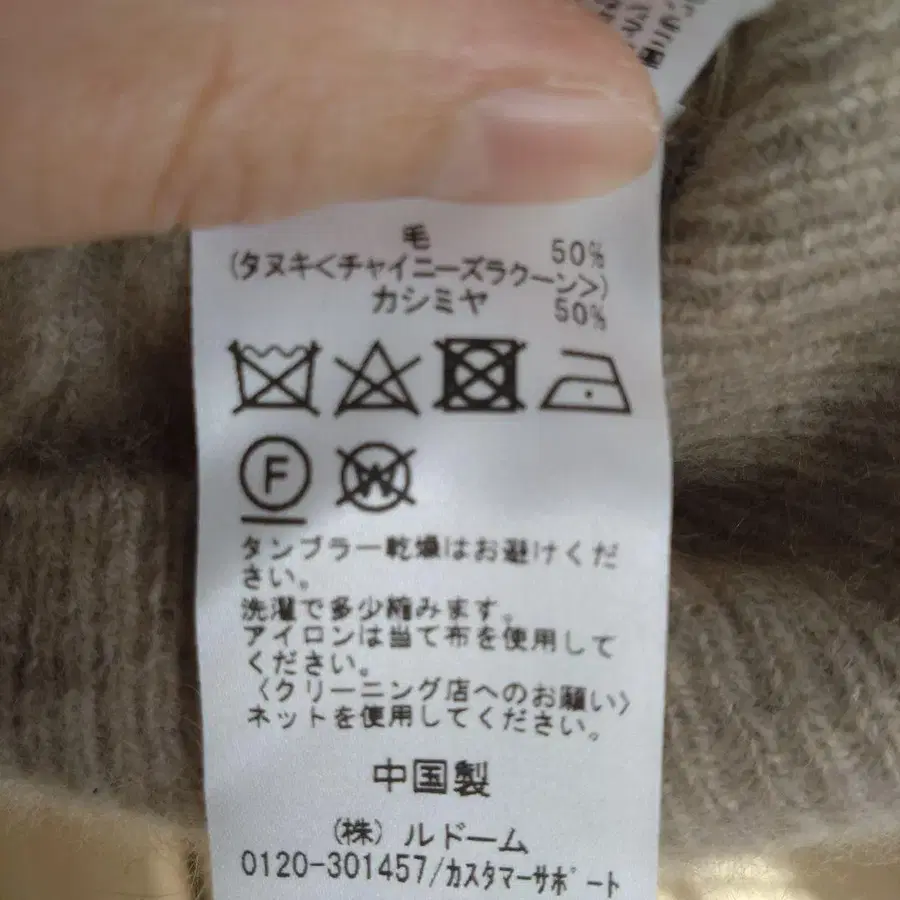 毛 50%
(タヌキ<チャイニーズラクーン>)
カシミヤ 50%
F W
タンブラー乾燥はお避けくだ
さい。
洗濯で多少縮みます。
アイロンは当て布を使用して
ください。
〈クリーニング店へのお願い〉
ネットを使用してください。
中国製
(株) ルドーム
0120-301457/カスタマーサポート